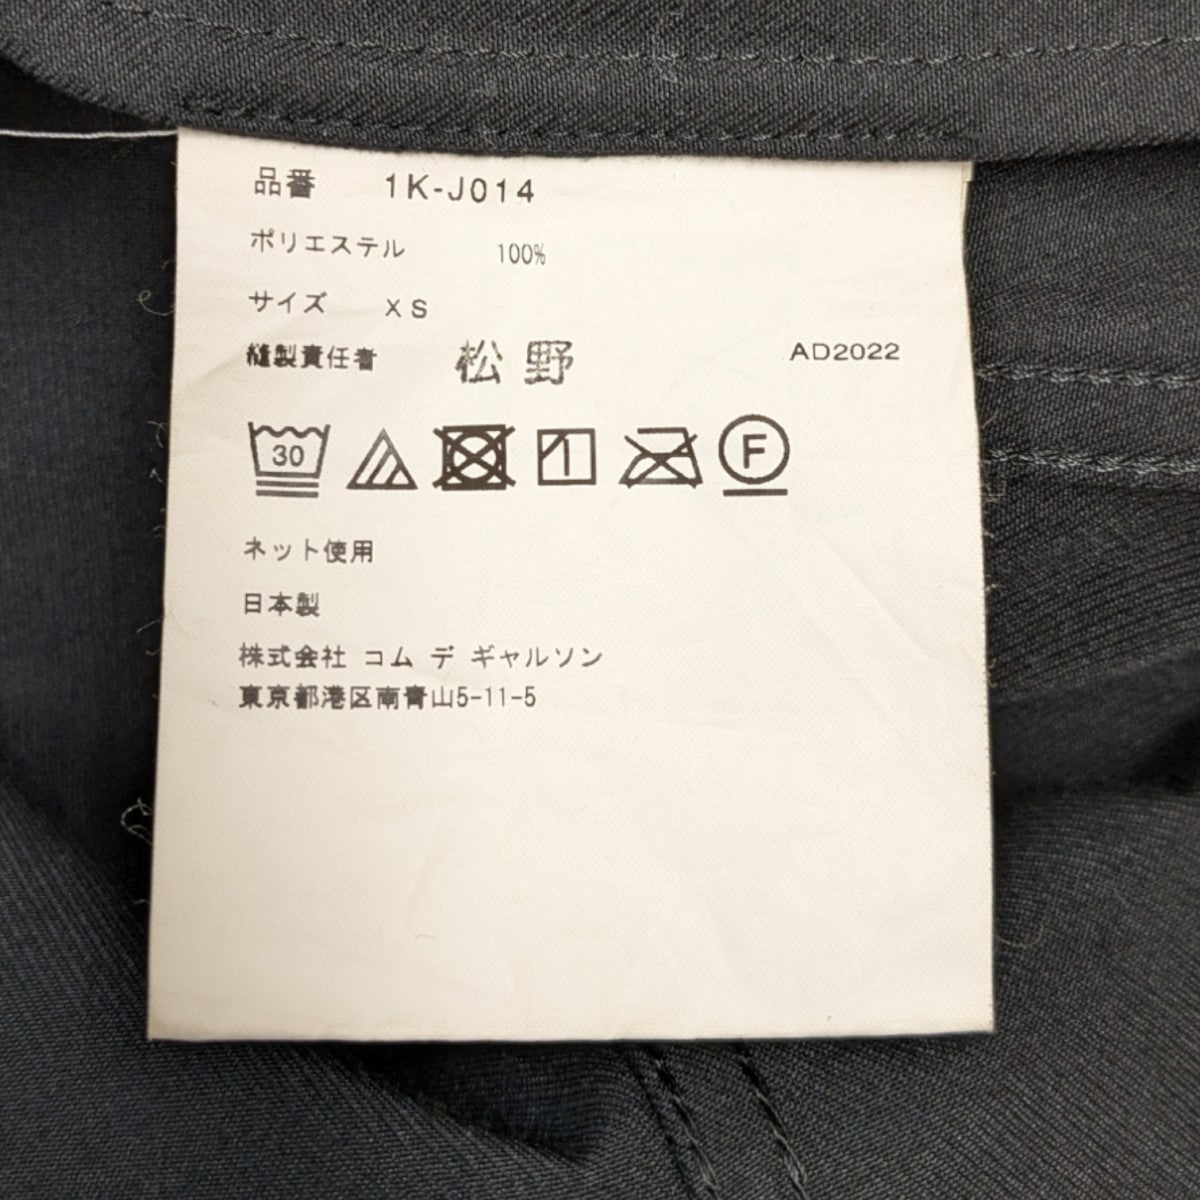 品番 1K-J014
ポリエステル 100%
サイズ XS
縫製責任者 松野 AD2022
30 F
ネット使用
日本製
株式会社 コム デ ギャルソン
東京都港区南青山5-11-5